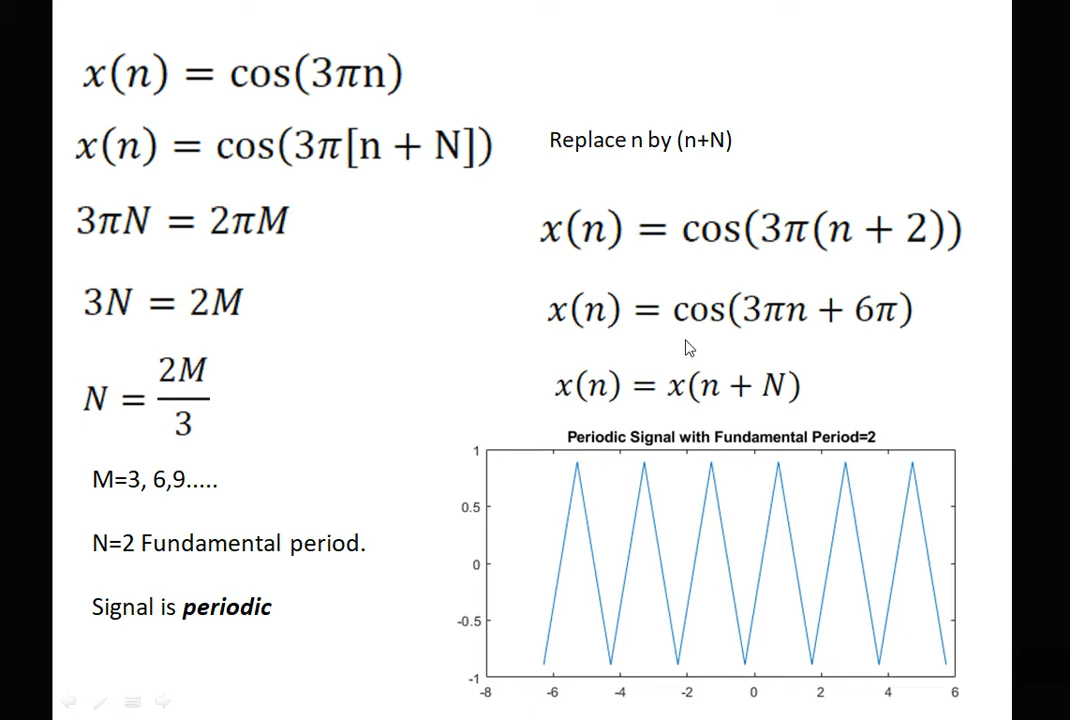 x(n) = cos(3πn)
x(n) = cos(3π[n + N])
3πN = 2πM
3N = 2M
N = 2M/3
M=3, 6,9.....
N=2 Fundamental period.
Signal is periodic
Replace n by (n+N)
x(n) = cos(3π(n + 2))
x(n) = cos(3πn + 6π)
x(n) = x(n + N)
Periodic Signal with Fundamental Period=2
1
0.5
0
-0.5
-1
-8 -6 -4 -2 0 2 4 6